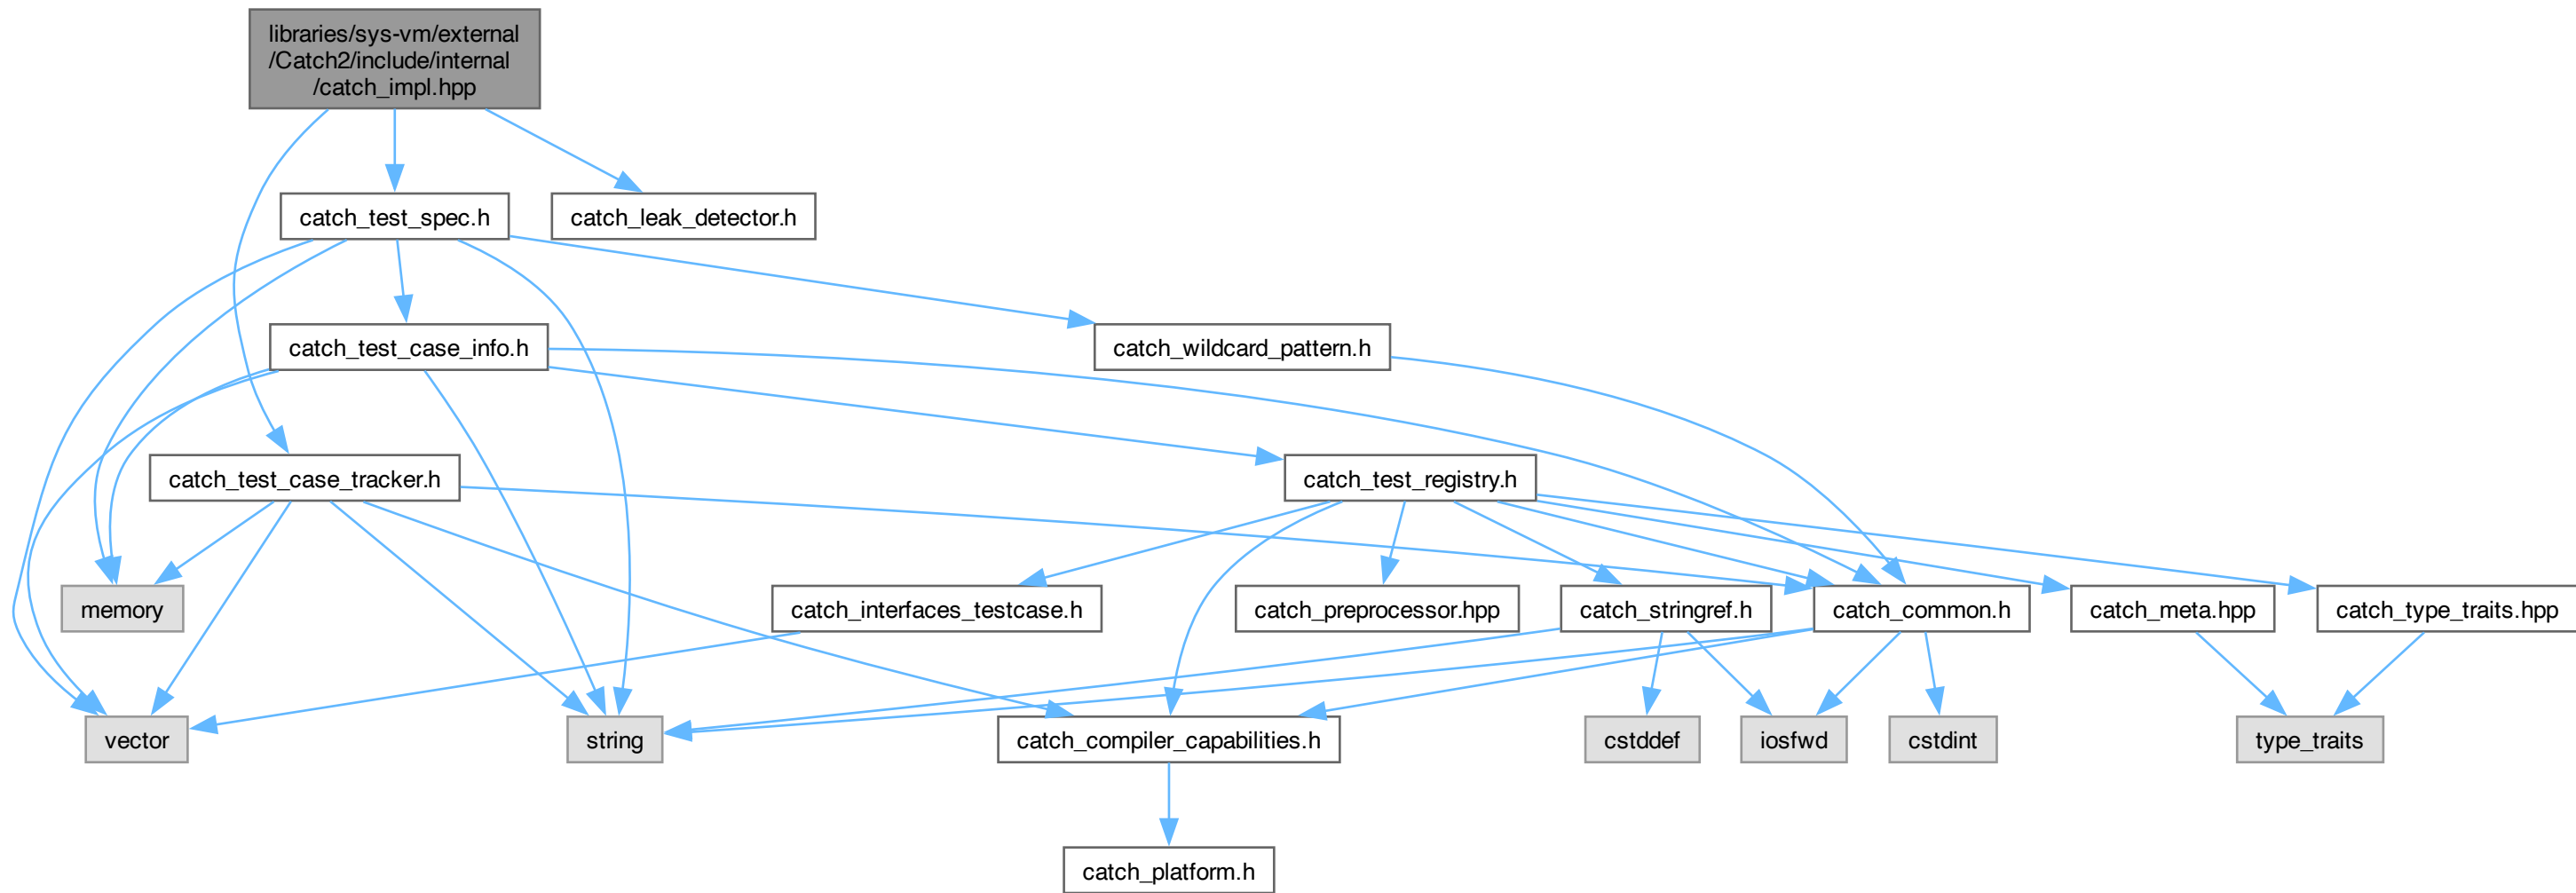 libraries/sys-vm/external
/Catch2/include/internal
/catch_impl.hpp
catch_test_spec.h
catch_leak_detector.h
catch_test_case_info.h
catch_wildcard_pattern.h
catch_test_case_tracker.h
catch_test_registry.h
memory
catch_interfaces_testcase.h
catch_preprocessor.hpp
catch_stringref.h
catch_common.h
catch_meta.hpp
catch_type_traits.hpp
vector
string
catch_compiler_capabilities.h
cstddef
iosfwd
cstdint
type_traits
catch_platform.h